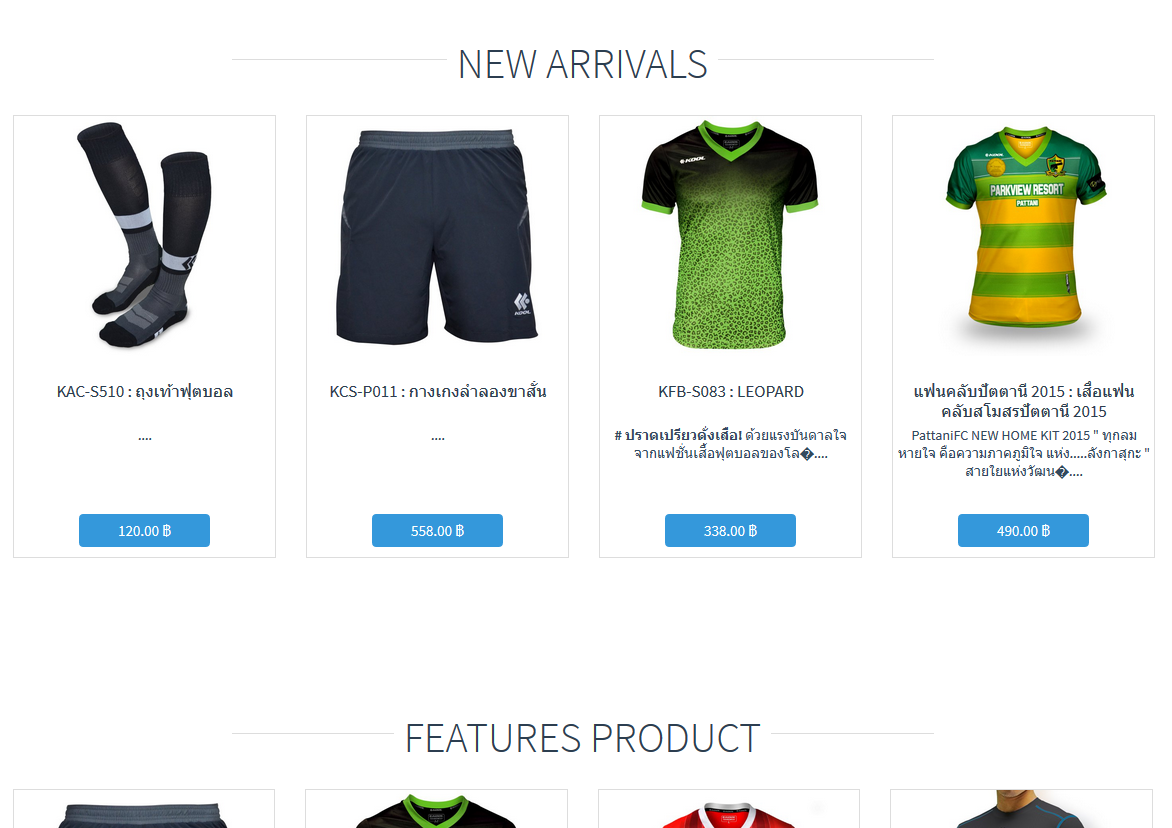 NEW ARRIVALS
KOOL
KOOL
KOOL
PARKVIEW RESORT
PATTANI
KAC-S510 : ถุงเท้าฟุตบอล
....
120.00 ฿
KCS-P011 : กางเกงลำลองขาสั้น
....
558.00 ฿
KFB-S083 : LEOPARD
# ปราดเปรียวดั่งเสือ! ด้วยแรงบันดาลใจ
จากแฟชั่นเสื้อฟุตบอลของโล�....
338.00 ฿
แฟนคลับปัตตานี 2015 : เสื้อแฟน
คลับสโมสรปัตตานี 2015
PattaniFC NEW HOME KIT 2015 " ทุกลม
หายใจ คือความภาคภูมิใจ แห่ง.....ลังกาสุกะ "
สายใยแห่งวัฒน�....
490.00 ฿
FEATURES PRODUCT